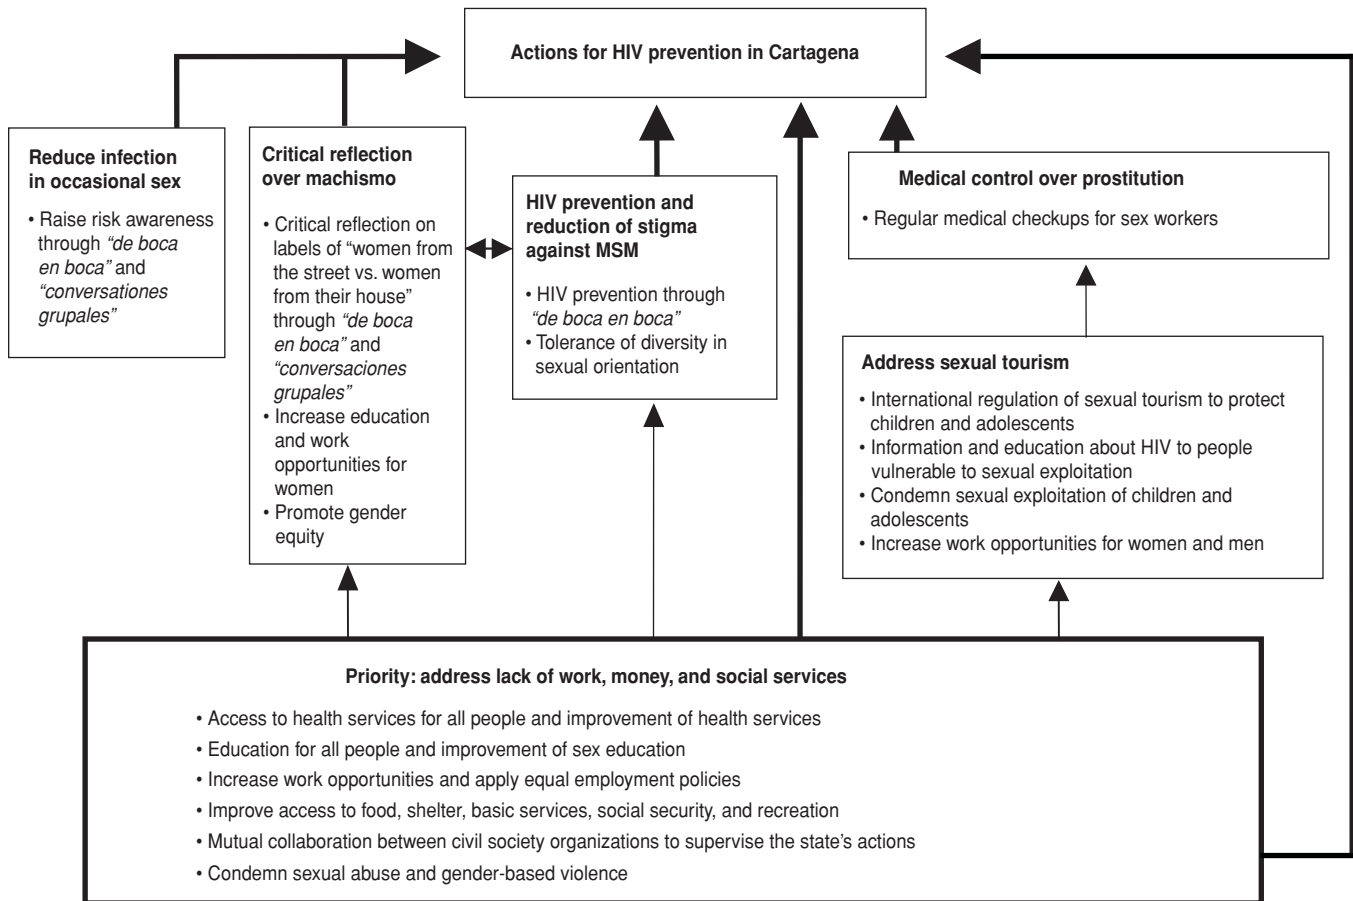 Actions for HIV prevention in Cartagena
Reduce infection
in occasional sex
• Raise risk awareness
through "de boca
en boca" and
"conversationes
grupales"
Critical reflection
over machismo
• Critical reflection on
labels of “women from
the street vs. women
from their house”
through "de boca
en boca" and
"conversaciones
grupales"
• Increase education
and work
opportunities for
women
• Promote gender
equity
HIV prevention and
reduction of stigma
against MSM
• HIV prevention through
"de boca en boca"
• Tolerance of diversity in
sexual orientation
Medical control over prostitution
• Regular medical checkups for sex workers
Address sexual tourism
• International regulation of sexual tourism to protect
children and adolescents
• Information and education about HIV to people
vulnerable to sexual exploitation
• Condemn sexual exploitation of children and
adolescents
• Increase work opportunities for women and men
Priority: address lack of work, money, and social services
• Access to health services for all people and improvement of health services
• Education for all people and improvement of sex education
• Increase work opportunities and apply equal employment policies
• Improve access to food, shelter, basic services, social security, and recreation
• Mutual collaboration between civil society organizations to supervise the state’s actions
• Condemn sexual abuse and gender-based violence